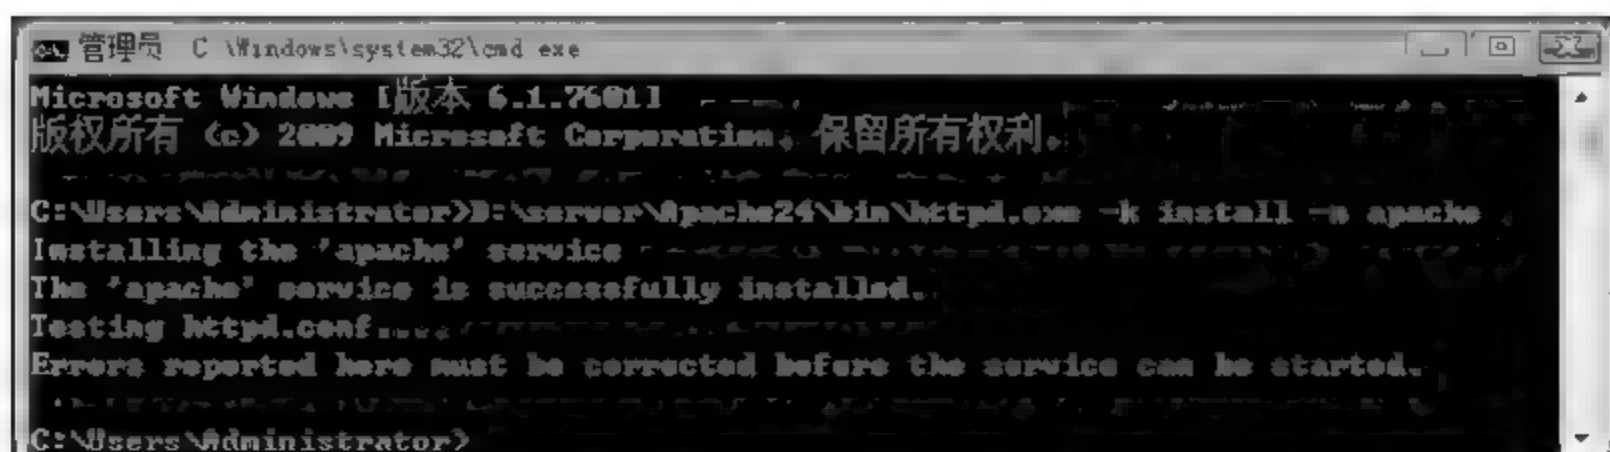 管理员 C \Windows\system32\cmd exe
Microsoft Windows [版本 6.1.7601]
版权所有 (c) 2009 Microsoft Corporation。保留所有权利。
C:\Users\Administrator>D:\server\Apache24\bin\httpd.exe -k install -n apache
Installing the 'apache' service
The 'apache' service is successfully installed.
Testing httpd.conf....
Errors reported here must be corrected before the service can be started.
C:\Users\Administrator>